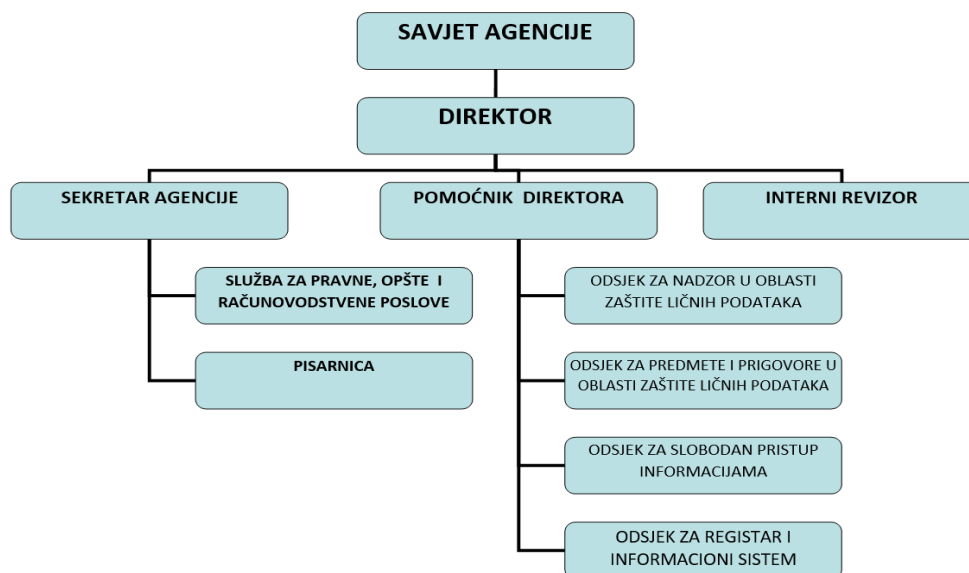 SAVJET AGENCIJE
DIREKTOR
SEKRETAR AGENCIJE
POMOĆNIK DIREKTORA
INTERNI REVIZOR
SLUŽBA ZA PRAVNE, OPŠTE I
RAČUNOVODSTVENE POSLOVE
PISARNICA
ODSJEK ZA NADZOR U OBLASTI
ZAŠTITE LIČNIH PODATAKA
ODSJEK ZA PREDMETE I PRIGOVORE U
OBLASTI ZAŠTITE LIČNIH PODATAKA
ODSJEK ZA SLOBODAN PRISTUP
INFORMACIJAMA
ODSJEK ZA REGISTAR I
INFORMACIONI SISTEM